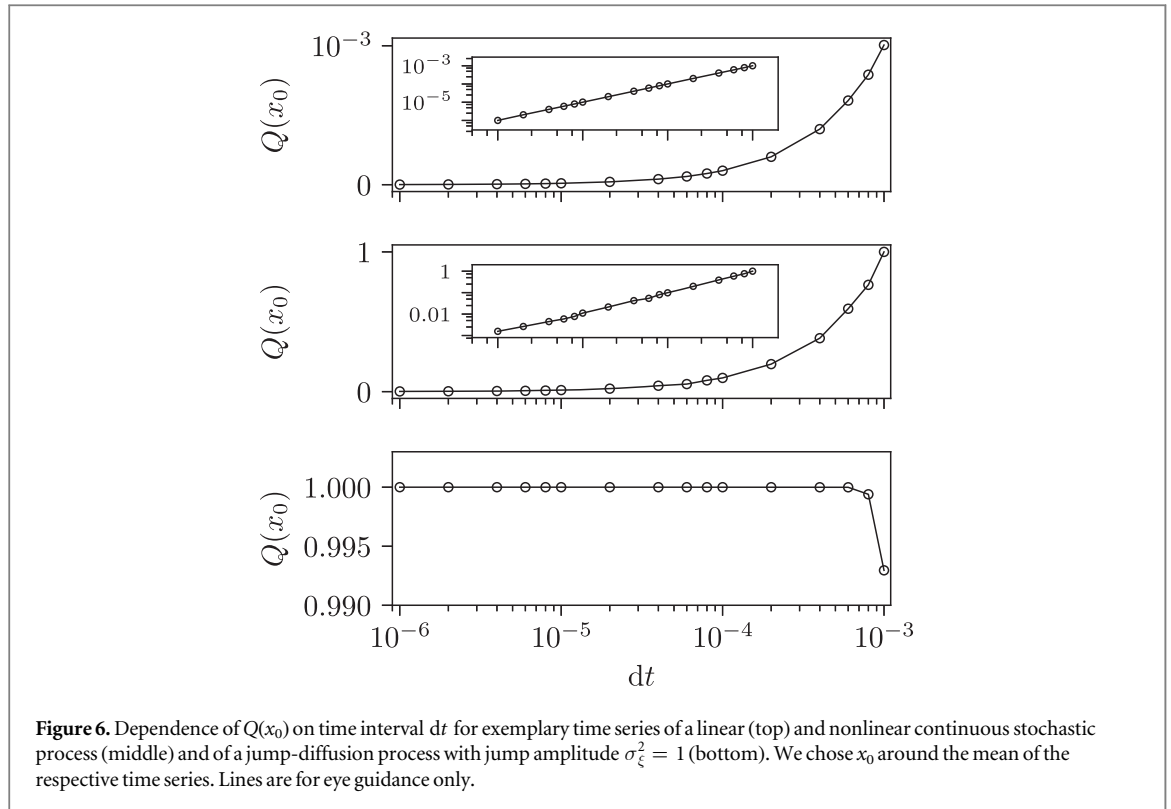 10⁻³
Q(x₀)
0
10⁻³
10⁻⁵
1
Q(x₀)
0
1
0.01
1.000
Q(x₀)
0.995
0.990
10⁻⁶ 10⁻⁵ 10⁻⁴ 10⁻³
dt
Figure 6. Dependence of Q(x₀) on time interval dt for exemplary time series of a linear (top) and nonlinear continuous stochastic
process (middle) and of a jump-diffusion process with jump amplitude σ_ξ² = 1 (bottom). We chose x₀ around the mean of the
respective time series. Lines are for eye guidance only.